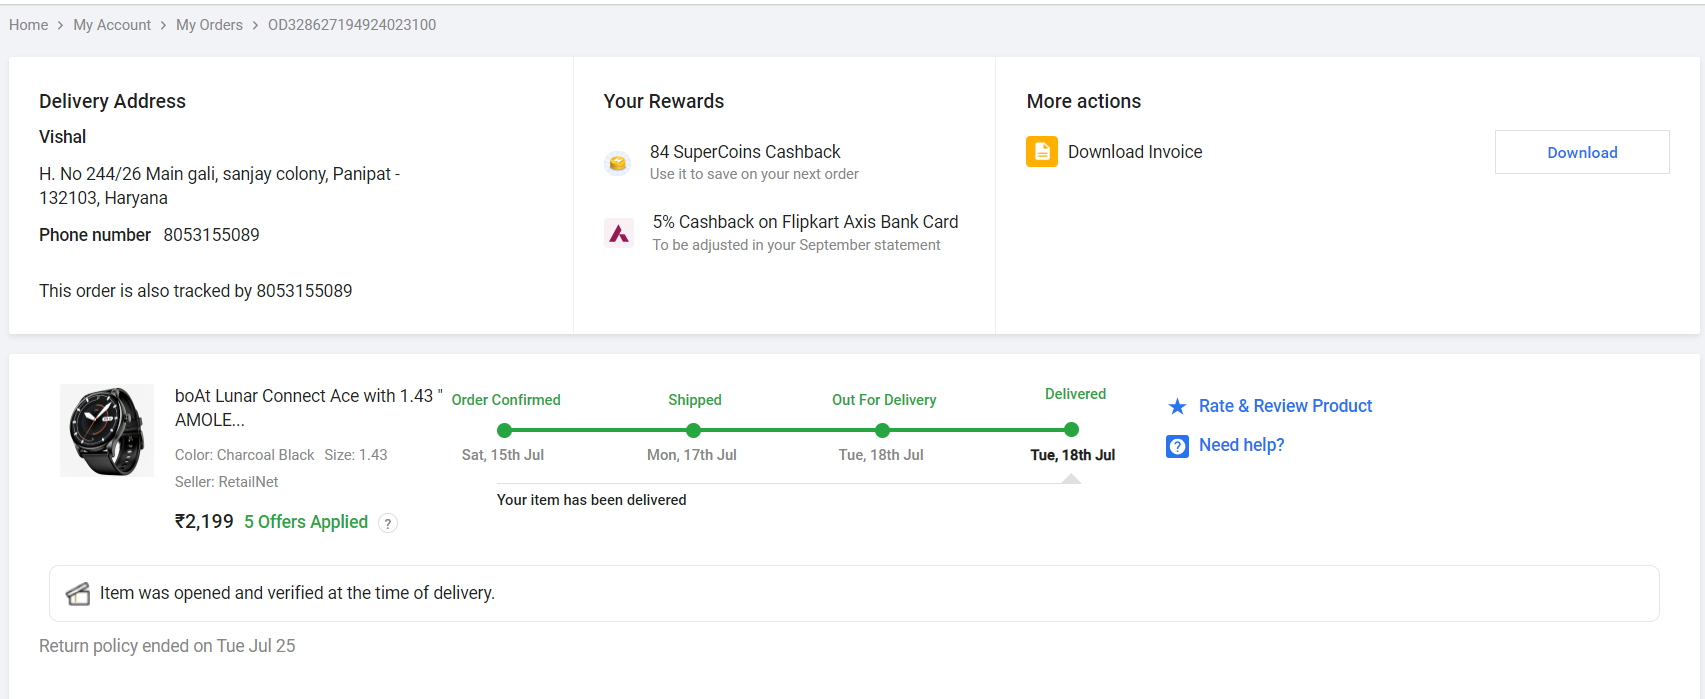 Home > My Account > My Orders > OD328627194924023100
Delivery Address
Vishal
H. No 244/26 Main gali, sanjay colony, Panipat -
132103, Haryana
Phone number 8053155089
This order is also tracked by 8053155089
Your Rewards
84 SuperCoins Cashback
Use it to save on your next order
5% Cashback on Flipkart Axis Bank Card
To be adjusted in your September statement
More actions
Download Invoice
Download
boAt Lunar Connect Ace with 1.43 "
AMOLE...
Color: Charcoal Black Size: 1.43
Seller: RetailNet
₹2,199 5 Offers Applied ?
Order Confirmed
Sat, 15th Jul
Shipped
Mon, 17th Jul
Out For Delivery
Tue, 18th Jul
Delivered
Tue, 18th Jul
Your item has been delivered
Rate & Review Product
? Need help?
Item was opened and verified at the time of delivery.
Return policy ended on Tue Jul 25